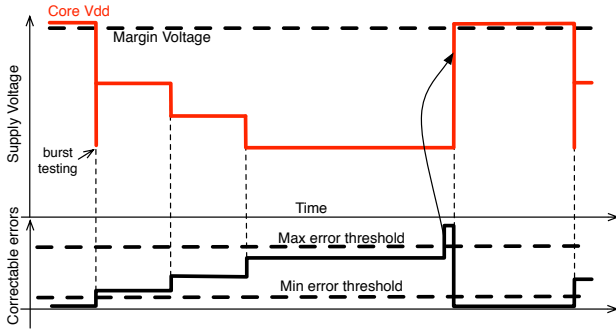 Core Vdd
Margin Voltage
Supply Voltage
burst
testing
Time
Correctable errors
Max error threshold
Min error threshold